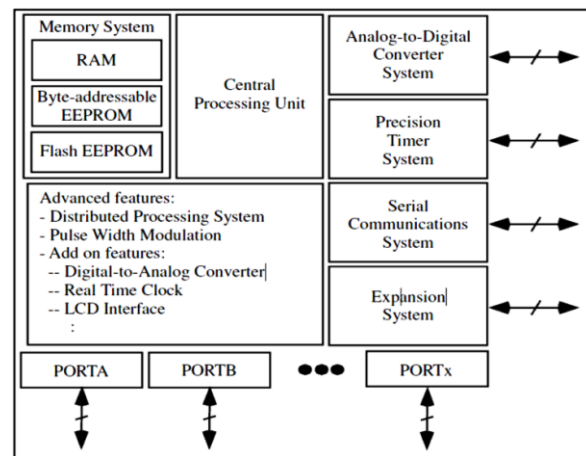 Memory System
RAM
Byte-addressable
EEPROM
Flash EEPROM
Central
Processing Unit
Analog-to-Digital
Converter
System
Precision
Timer
System
Advanced features:
- Distributed Processing System
- Pulse Width Modulation
- Add on features:
-- Digital-to-Analog Converter
-- Real Time Clock
-- LCD Interface
:
Serial
Communications
System
Expansion
System
PORTA
PORTB
PORTx